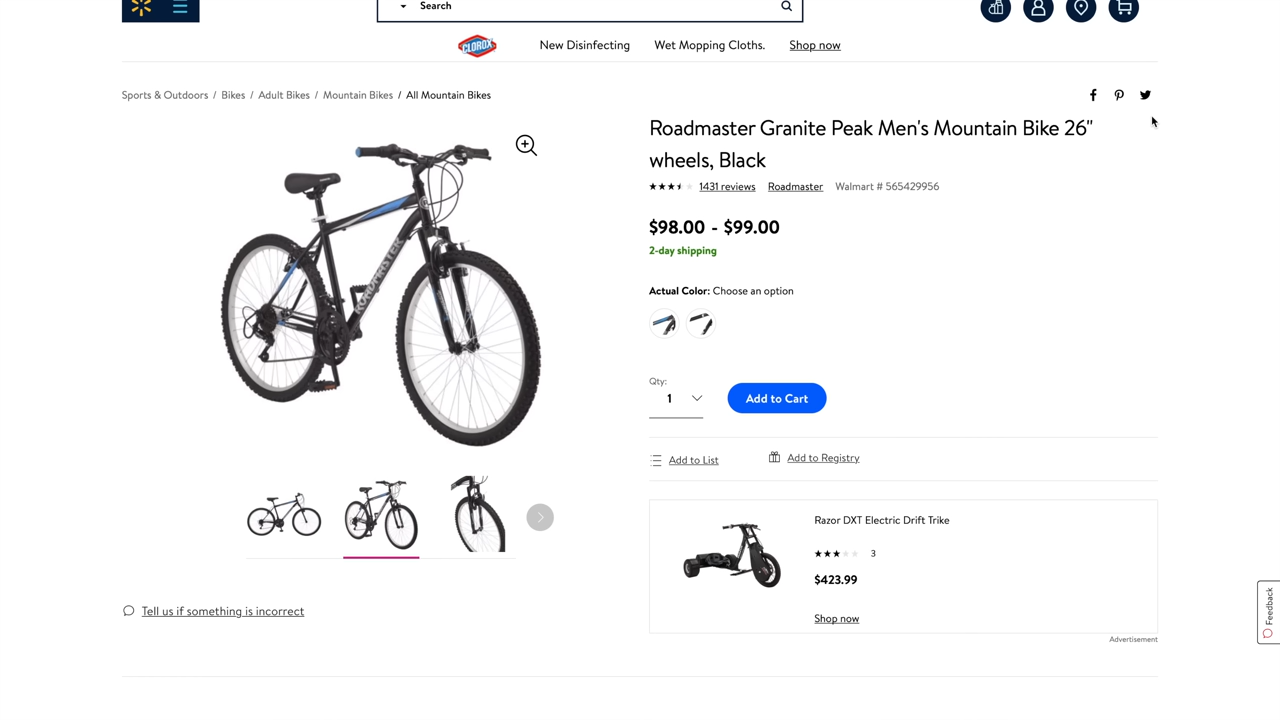 Search
CLOROX
New Disinfecting Wet Mopping Cloths. Shop now
Sports & Outdoors / Bikes / Adult Bikes / Mountain Bikes / All Mountain Bikes
Roadmaster Granite Peak Men's Mountain Bike 26"
wheels, Black
1431 reviews Roadmaster Walmart # 565429956
$98.00 - $99.00
2-day shipping
Actual Color: Choose an option
Qty:
1 Add to Cart
Add to List Add to Registry
ROADMASTER
Razor DXT Electric Drift Trike
3
$423.99
Shop now
Advertisement
Tell us if something is incorrect
Feedback